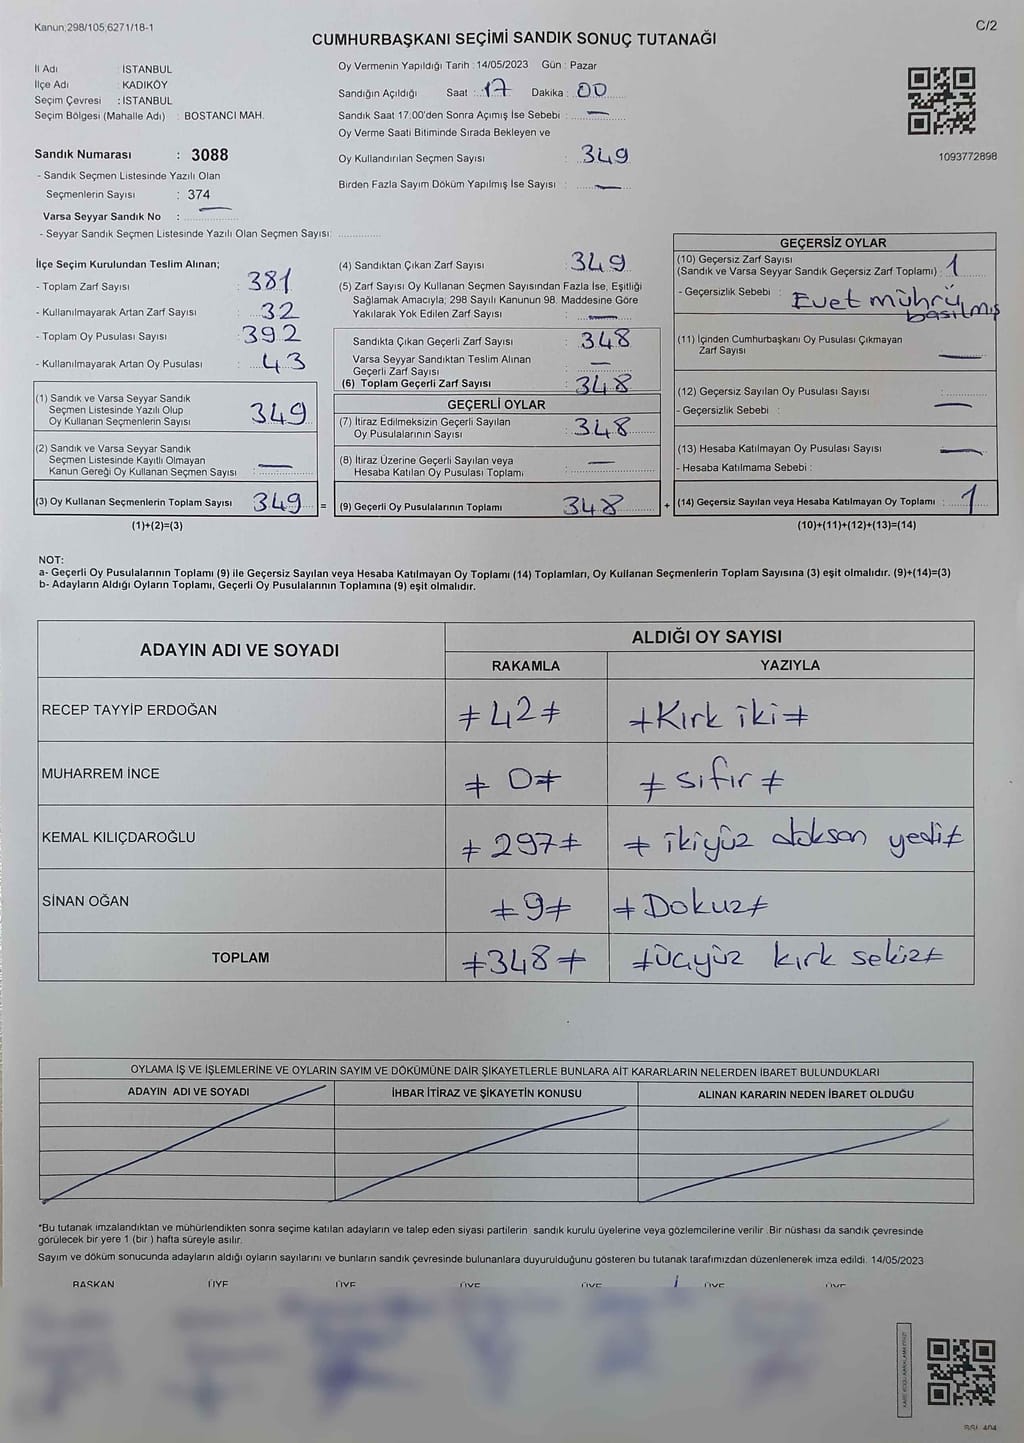 Kanun;298/105;6271/18-1
C/2
CUMHURBAŞKANI SEÇİMİ SANDIK SONUÇ TUTANAĞI
İl Adı : İSTANBUL
İlçe Adı : KADIKÖY
Seçim Çevresi : İSTANBUL
Seçim Bölgesi (Mahalle Adı) : BOSTANCI MAH.
Sandık Numarası : 3088
- Sandık Seçmen Listesinde Yazılı Olan
Seçmenlerin Sayısı : 374
Varsa Seyyar Sandık No :
- Seyyar Sandık Seçmen Listesinde Yazılı Olan Seçmen Sayısı:
Oy Vermenin Yapıldığı Tarih : 14/05/2023 Gün : Pazar
Sandığın Açıldığı Saat : 17 Dakika : 00
Sandık Saat 17.00'den Sonra Açımış İse Sebebi : —
Oy Verme Saati Bitiminde Sırada Bekleyen ve
Oy Kullandırılan Seçmen Sayısı : 349
Birden Fazla Sayım Döküm Yapılmış İse Sayısı : —
1093772898
İlçe Seçim Kurulundan Teslim Alınan;
- Toplam Zarf Sayısı : 381
- Kullanılmayarak Artan Zarf Sayısı : 32
- Toplam Oy Pusulası Sayısı : 392
- Kullanılmayarak Artan Oy Pusulası : 43
(1) Sandık ve Varsa Seyyar Sandık
Seçmen Listesinde Yazılı Olup
Oy Kullanan Seçmenlerin Sayısı 349
(2) Sandık ve Varsa Seyyar Sandık
Seçmen Listesinde Kayıtlı Olmayan
Kanun Gereği Oy Kullanan Seçmen Sayısı : —
(3) Oy Kullanan Seçmenlerin Toplam Sayısı 349 =
(1)+(2)=(3)
(4) Sandıktan Çıkan Zarf Sayısı : 349
(5) Zarf Sayısı Oy Kullanan Seçmen Sayısından Fazla İse, Eşitliği
Sağlamak Amacıyla; 298 Sayılı Kanunun 98. Maddesine Göre
Yakılarak Yok Edilen Zarf Sayısı : —
Sandıkta Çıkan Geçerli Zarf Sayısı : 348
Varsa Seyyar Sandıktan Teslim Alınan
Geçerli Zarf Sayısı : —
(6) Toplam Geçerli Zarf Sayısı : 348
GEÇERLİ OYLAR
(7) İtiraz Edilmeksizin Geçerli Sayılan
Oy Pusulalarının Sayısı : 348
(8) İtiraz Üzerine Geçerli Sayılan veya
Hesaba Katılan Oy Pusulası Toplamı : —
(9) Geçerli Oy Pusulalarının Toplamı 348 +
GEÇERSİZ OYLAR
(10) Geçersiz Zarf Sayısı
(Sandık ve Varsa Seyyar Sandık Geçersiz Zarf Toplamı) : 1
- Geçersizlik Sebebi : Evet mührü
basılmış
(11) İçinden Cumhurbaşkanı Oy Pusulası Çıkmayan
Zarf Sayısı —
(12) Geçersiz Sayılan Oy Pusulası Sayısı :
- Geçersizlik Sebebi : —
(13) Hesaba Katılmayan Oy Pusulası Sayısı : —
- Hesaba Katılmama Sebebi :
(14) Geçersiz Sayılan veya Hesaba Katılmayan Oy Toplamı : 1
(10)+(11)+(12)+(13)=(14)
NOT:
a- Geçerli Oy Pusulalarının Toplamı (9) ile Geçersiz Sayılan veya Hesaba Katılmayan Oy Toplamı (14) Toplamları, Oy Kullanan Seçmenlerin Toplam Sayısına (3) eşit olmalıdır. (9)+(14)=(3)
b- Adayların Aldığı Oyların Toplamı, Geçerli Oy Pusulalarının Toplamına (9) eşit olmalıdır.
ADAYIN ADI VE SOYADI
ALDIĞI OY SAYISI
RAKAMLA YAZIYLA
RECEP TAYYİP ERDOĞAN ≠ 42 ≠ ≠ Kırk iki ≠
MUHARREM İNCE ≠ 0 ≠ ≠ sıfır ≠
KEMAL KILIÇDAROĞLU ≠ 297 ≠ ≠ ikiyüz doksan yedi ≠
SİNAN OĞAN ≠ 9 ≠ ≠ Dokuz ≠
TOPLAM ≠ 348 ≠ ≠ üçyüz kırk sekiz ≠
OYLAMA İŞ VE İŞLEMLERİNE VE OYLARIN SAYIM VE DÖKÜMÜNE DAİR ŞİKAYETLERLE BUNLARA AİT KARARLARIN NELERDEN İBARET BULUNDUKLARI
ADAYIN ADI VE SOYADI İHBAR İTİRAZ VE ŞİKAYETİN KONUSU ALINAN KARARIN NEDEN İBARET OLDUĞU
*Bu tutanak imzalandıktan ve mühürlendikten sonra seçime katılan adayların ve talep eden siyasi partilerin sandık kurulu üyelerine veya gözlemcilerine verilir .Bir nüshası da sandık çevresinde
görülecek bir yere 1 (bir ) hafta süreyle asılır.
Sayım ve döküm sonucunda adayların aldığı oyların sayılarını ve bunların sandık çevresinde bulunanlara duyurulduğunu gösteren bu tutanak tarafımızdan düzenlenerek imza edildi. 14/05/2023
BAŞKAN ÜYE ÜYE ÜYE ÜYE ÜYE ÜYE